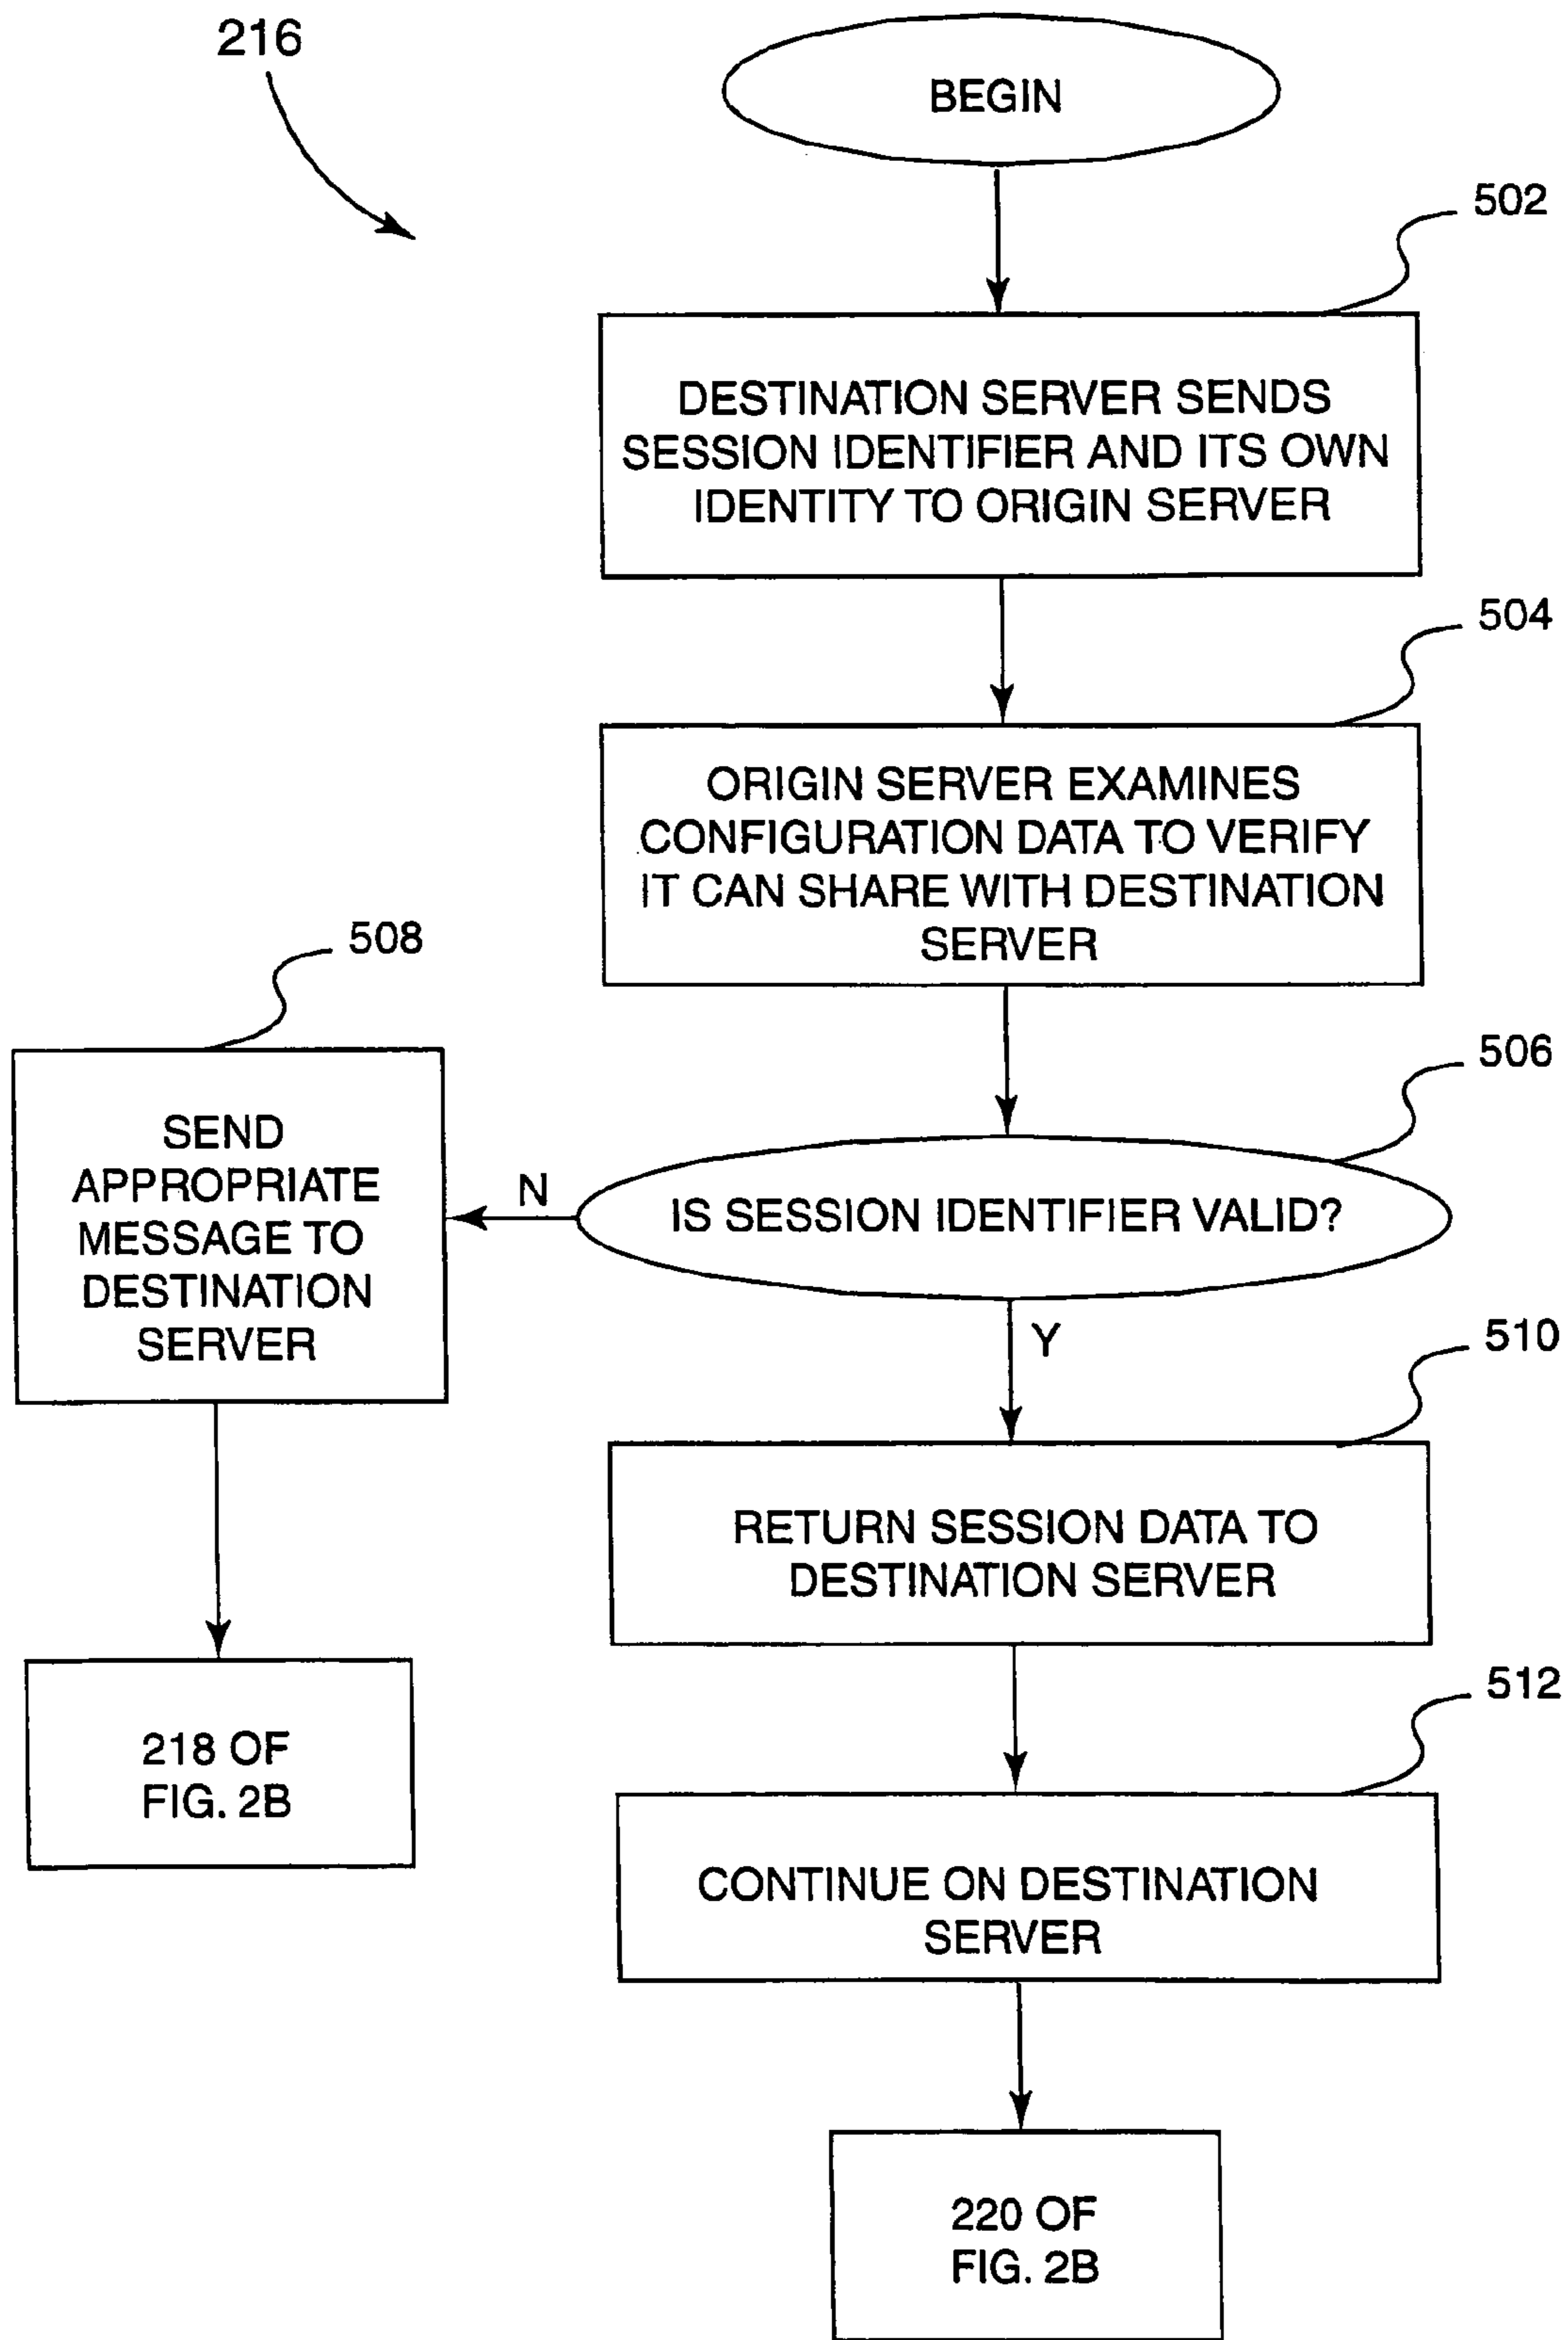 216
BEGIN
502
DESTINATION SERVER SENDS
SESSION IDENTIFIER AND ITS OWN
IDENTITY TO ORIGIN SERVER
504
ORIGIN SERVER EXAMINES
CONFIGURATION DATA TO VERIFY
IT CAN SHARE WITH DESTINATION
SERVER
506
IS SESSION IDENTIFIER VALID?
N
508
SEND
APPROPRIATE
MESSAGE TO
DESTINATION
SERVER
218 OF
FIG. 2B
Y
510
RETURN SESSION DATA TO
DESTINATION SERVER
512
CONTINUE ON DESTINATION
SERVER
220 OF
FIG. 2B